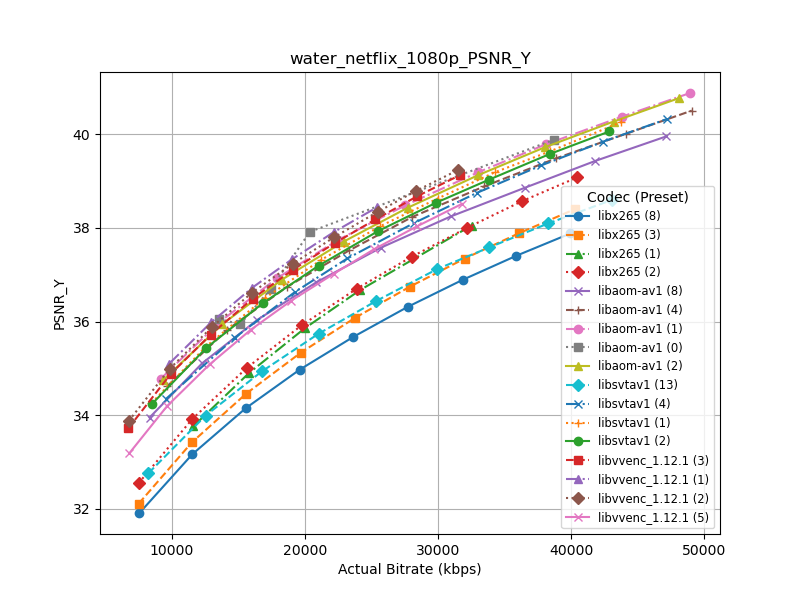 water_netflix_1080p_PSNR_Y
PSNR_Y
40
38
36
34
32
10000 20000 30000 40000 50000
Actual Bitrate (kbps)
Codec (Preset)
libx265 (8)
libx265 (3)
libx265 (1)
libx265 (2)
libaom-av1 (8)
libaom-av1 (4)
libaom-av1 (1)
libaom-av1 (0)
libaom-av1 (2)
libsvtav1 (13)
libsvtav1 (4)
libsvtav1 (1)
libsvtav1 (2)
libvvenc_1.12.1 (3)
libvvenc_1.12.1 (1)
libvvenc_1.12.1 (2)
libvvenc_1.12.1 (5)